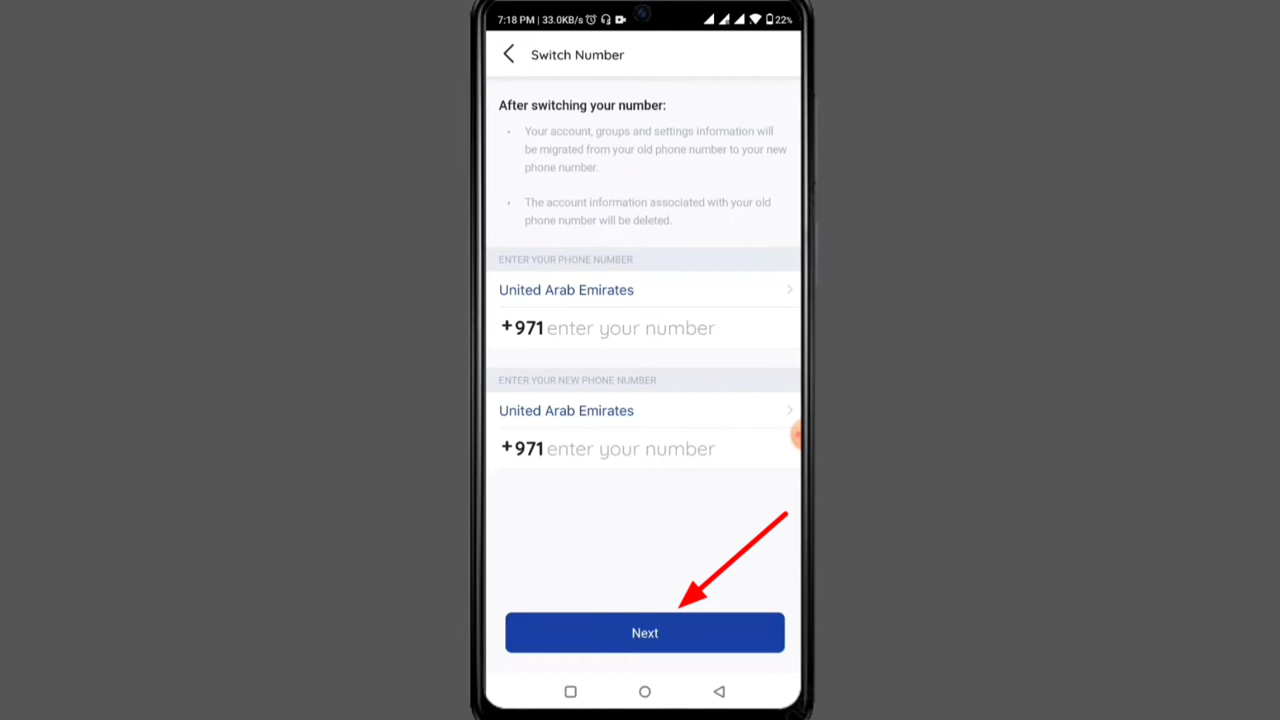 7:18 PM | 33.0KB/s
22%
Switch Number
After switching your number:
· Your account, groups and settings information will
be migrated from your old phone number to your new
phone number.
· The account information associated with your old
phone number will be deleted.
ENTER YOUR PHONE NUMBER
United Arab Emirates
+971 enter your number
ENTER YOUR NEW PHONE NUMBER
United Arab Emirates
+971 enter your number
Next